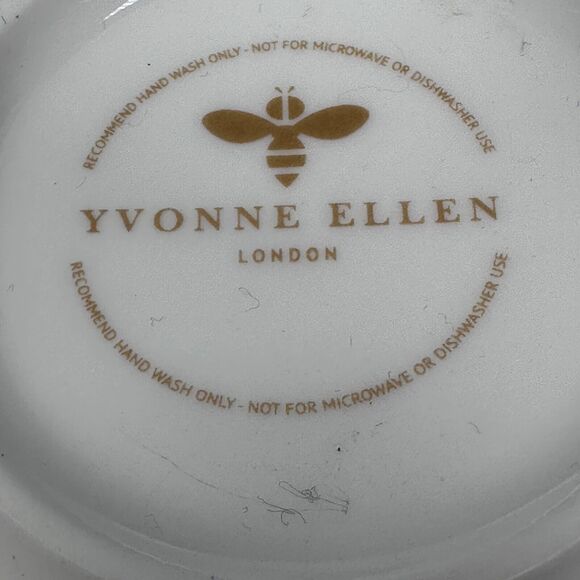 RECOMMEND HAND WASH ONLY - NOT FOR MICROWAVE OR DISHWASHER USE
YVONNE ELLEN
LONDON
RECOMMEND HAND WASH ONLY - NOT FOR MICROWAVE OR DISHWASHER USE